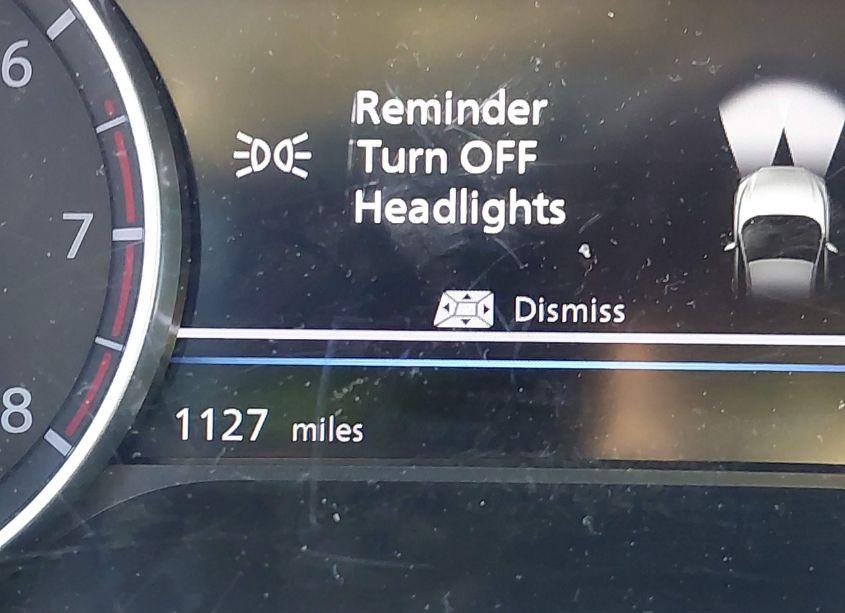 6
7
8
Reminder
Turn OFF
Headlights
Dismiss
1127 miles